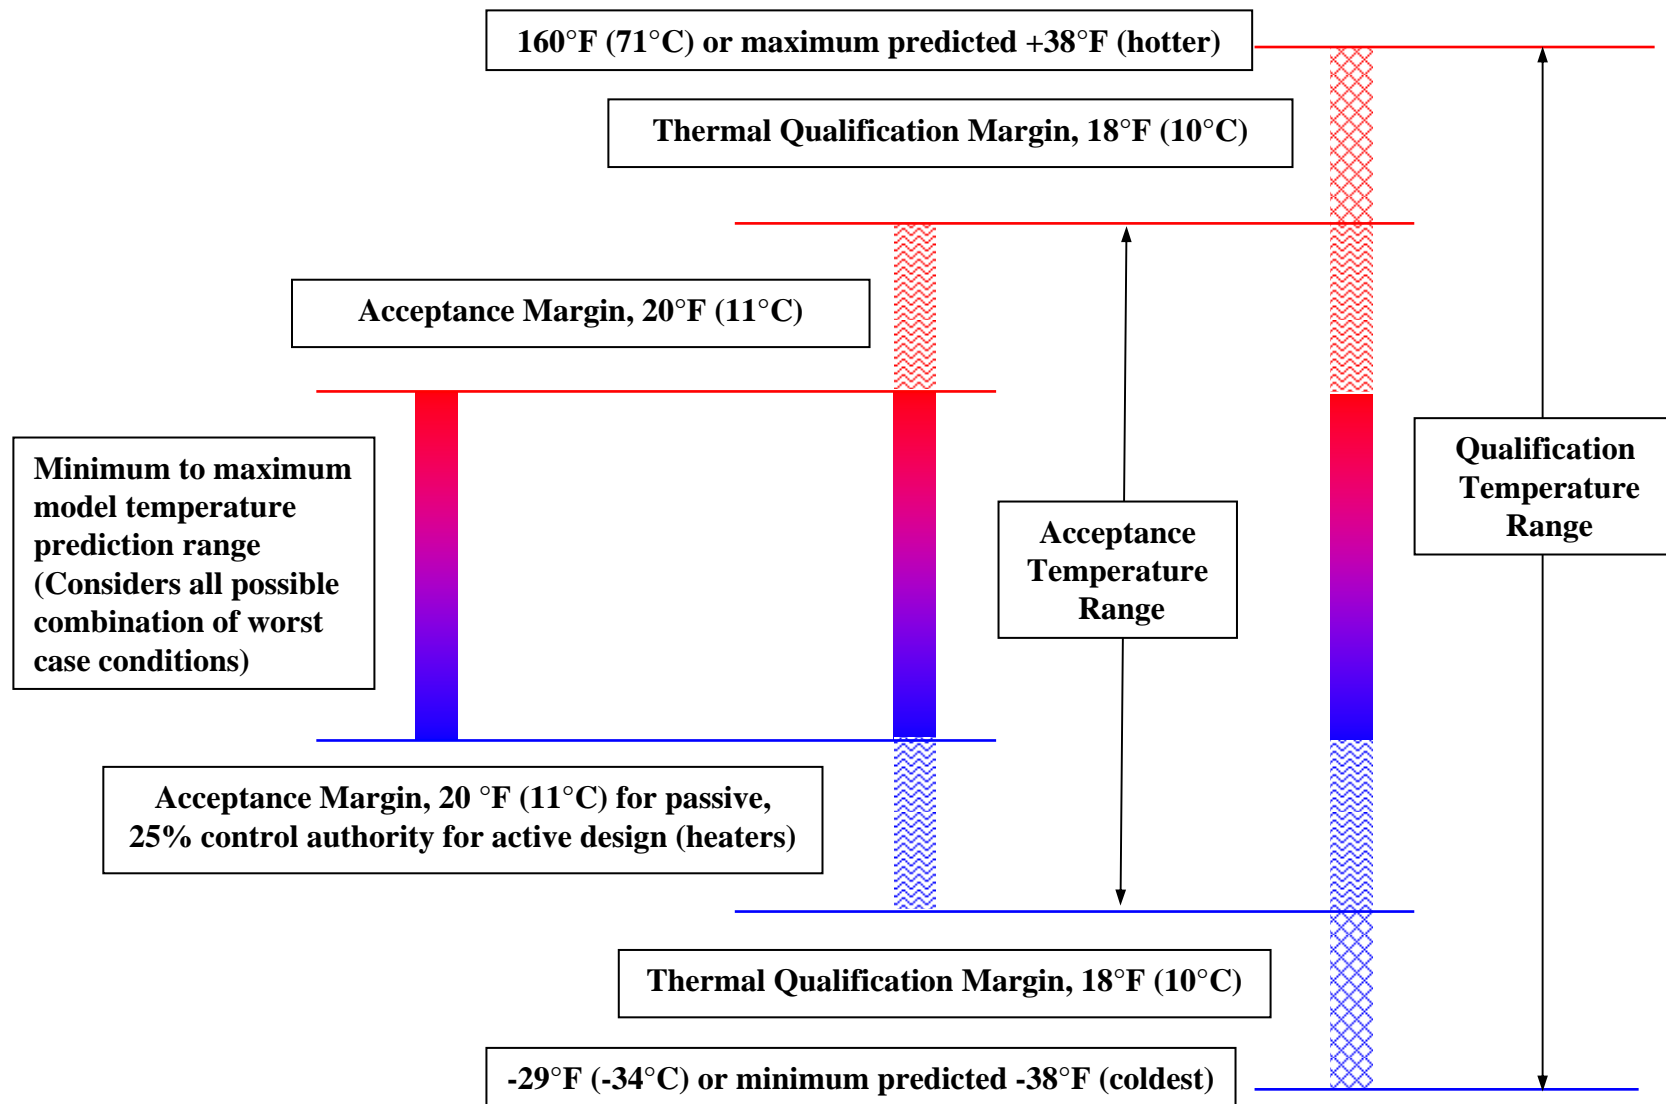 160°F (71°C) or maximum predicted +38°F (hotter)
Thermal Qualification Margin, 18°F (10°C)
Acceptance Margin, 20°F (11°C)
Minimum to maximum
model temperature
prediction range
(Considers all possible
combination of worst
case conditions)
Qualification
Temperature
Range
Acceptance
Temperature
Range
Acceptance Margin, 20 °F (11°C) for passive,
25% control authority for active design (heaters)
Thermal Qualification Margin, 18°F (10°C)
-29°F (-34°C) or minimum predicted -38°F (coldest)